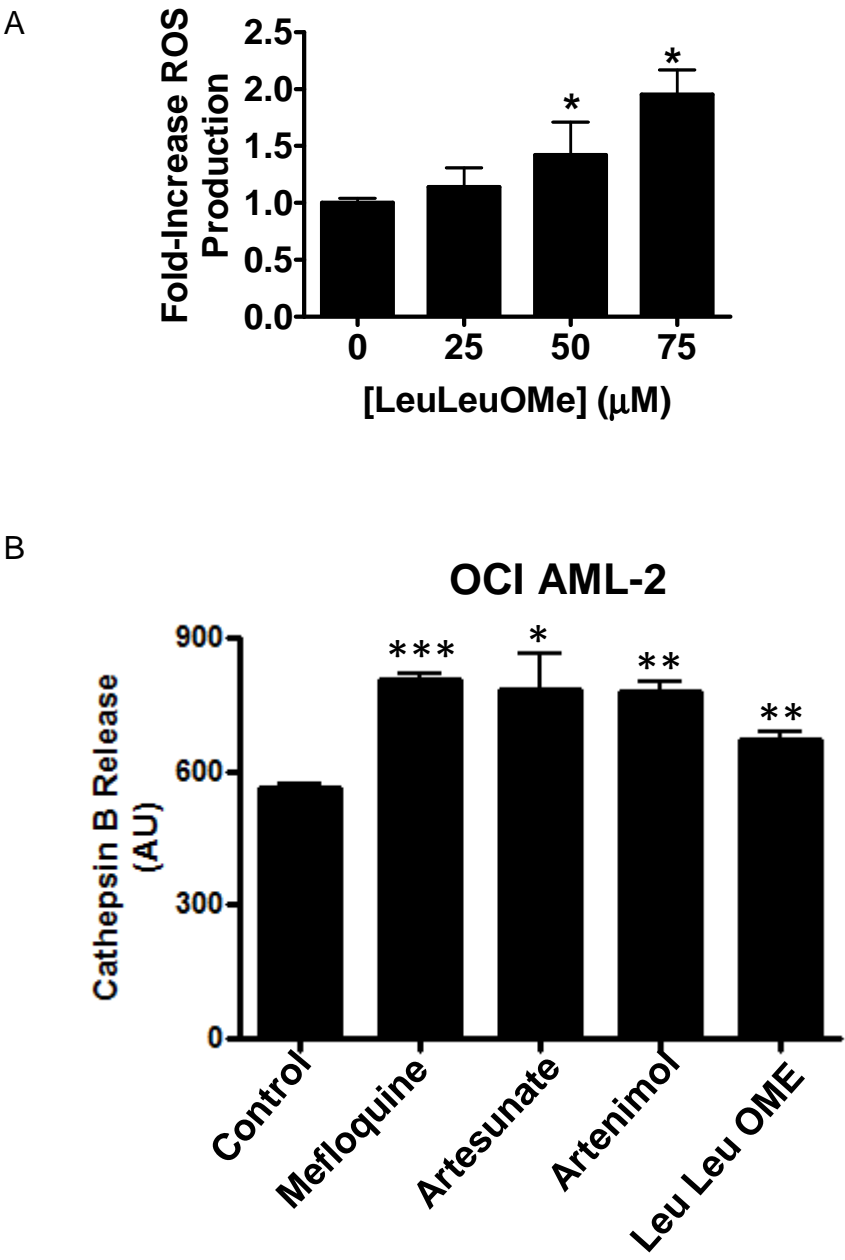 A
Fold-Increase ROS
Production
2.5
2.0
1.5
1.0
0.5
0.0
*
*
0 25 50 75
[LeuLeuOMe] (μM)
B
OCI AML-2
Cathepsin B Release
(AU)
900
600
300
0
***
*
**
**
Control
Mefloquine
Artesunate
Artenimol
Leu Leu OME